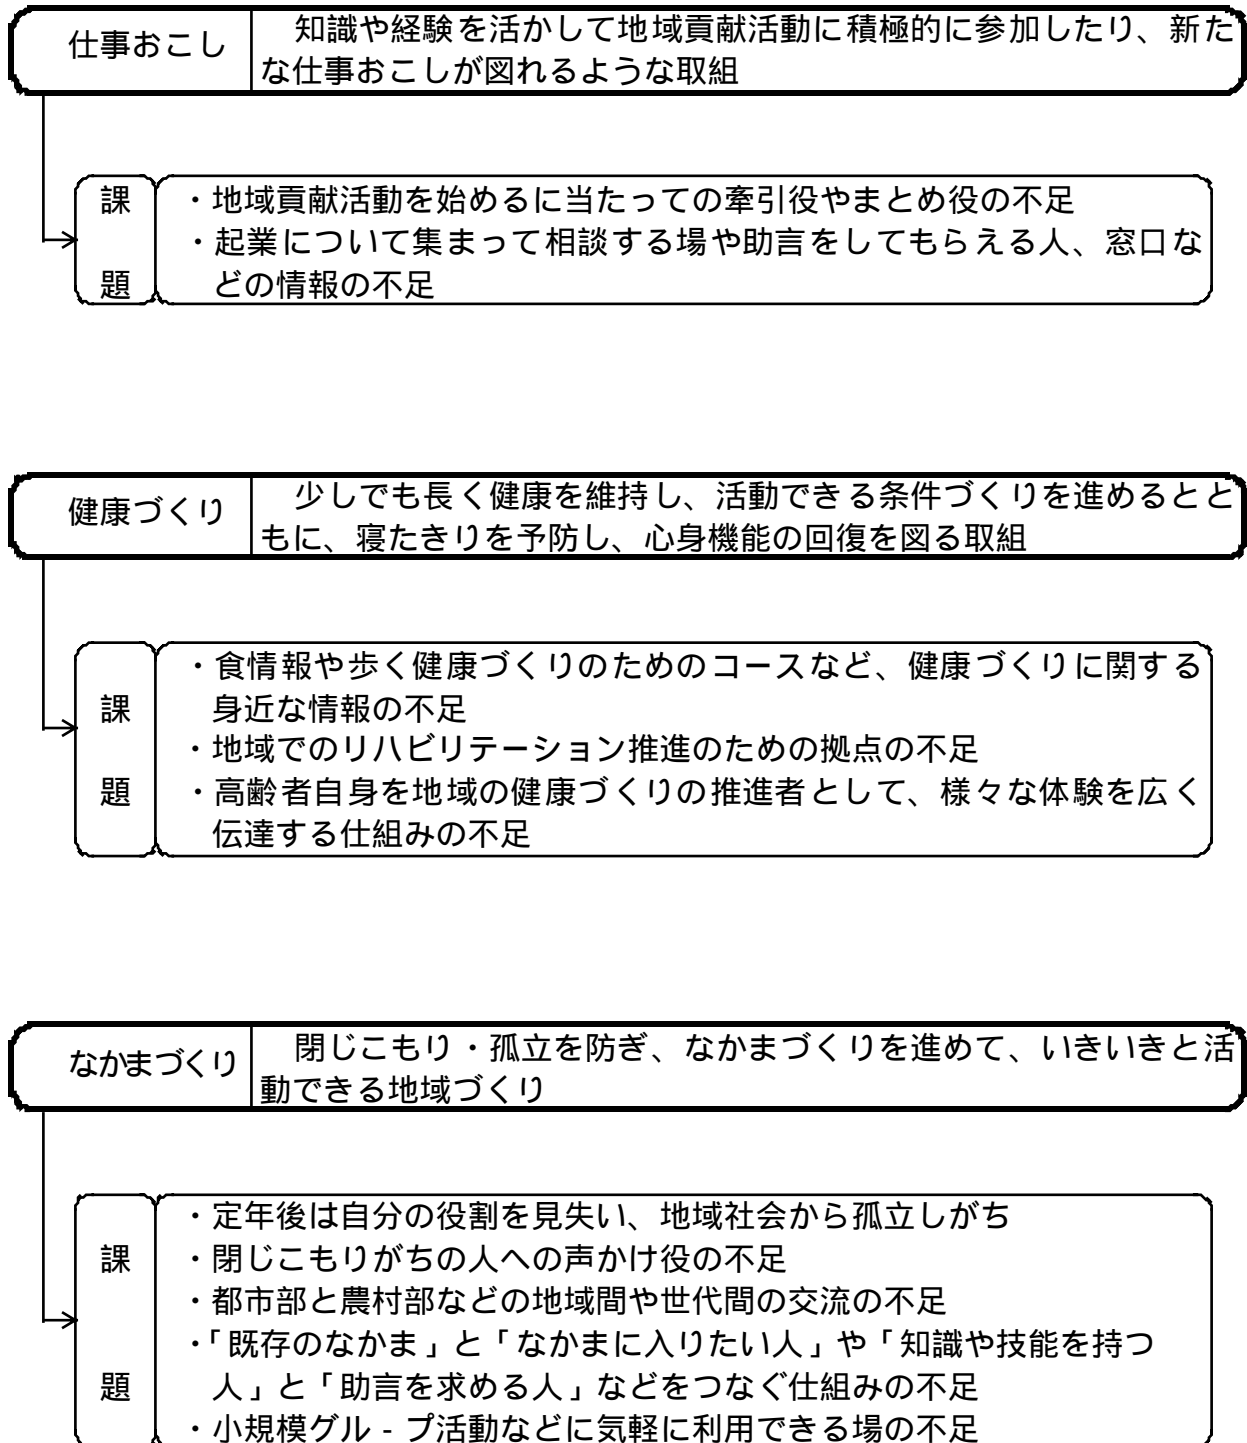 仕事おこし
　知識や経験を活かして地域貢献活動に積極的に参加したり、新た
な仕事おこしが図れるような取組
課
題
・地域貢献活動を始めるに当たっての牽引役やまとめ役の不足
・起業について集まって相談する場や助言をしてもらえる人、窓口な
どの情報の不足
健康づくり
　少しでも長く健康を維持し、活動できる条件づくりを進めるとと
もに、寝たきりを予防し、心身機能の回復を図る取組
課
題
・食情報や歩く健康づくりのためのコースなど、健康づくりに関する
身近な情報の不足
・地域でのリハビリテーション推進のための拠点の不足
・高齢者自身を地域の健康づくりの推進者として、様々な体験を広く
伝達する仕組みの不足
なかまづくり
　閉じこもり・孤立を防ぎ、なかまづくりを進めて、いきいきと活
動できる地域づくり
課
題
・定年後は自分の役割を見失い、地域社会から孤立しがち
・閉じこもりがちの人への声かけ役の不足
・都市部と農村部などの地域間や世代間の交流の不足
・「既存のなかま」と「なかまに入りたい人」や「知識や技能を持つ
人」と「助言を求める人」などをつなぐ仕組みの不足
・小規模グル‐プ活動などに気軽に利用できる場の不足